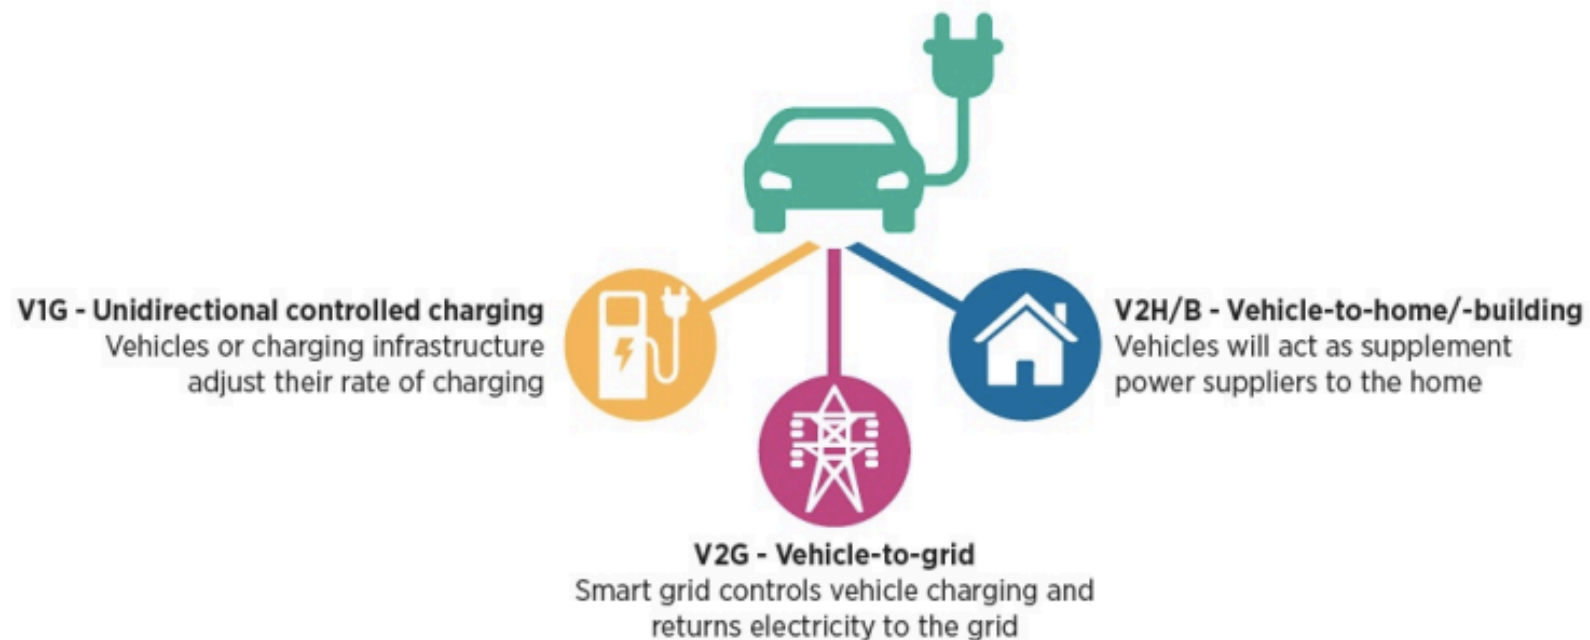 V1G - Unidirectional controlled charging
Vehicles or charging infrastructure
adjust their rate of charging
V2H/B - Vehicle-to-home/-building
Vehicles will act as supplement
power suppliers to the home
V2G - Vehicle-to-grid
Smart grid controls vehicle charging and
returns electricity to the grid